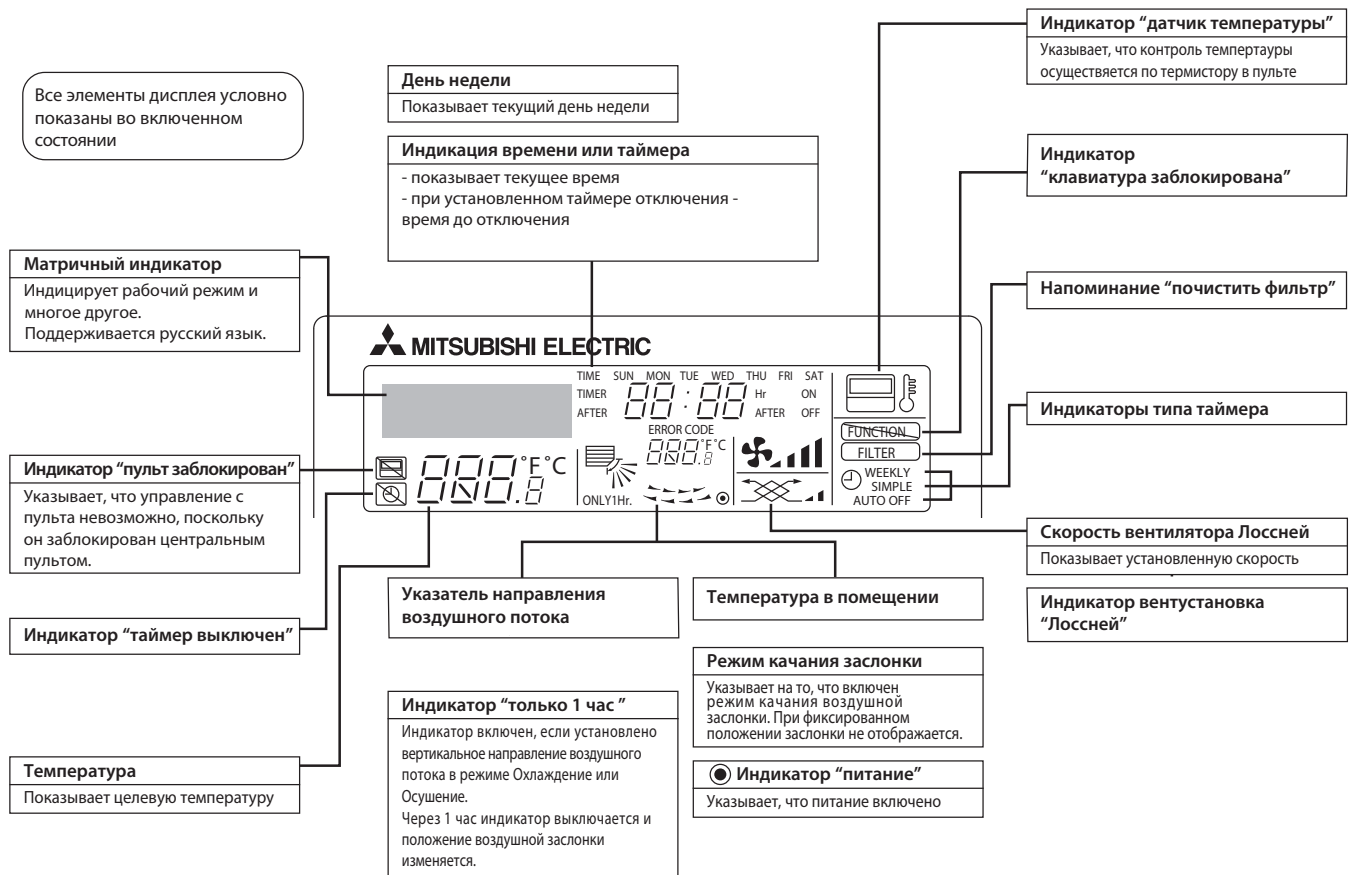 Все элементы дисплея условно
показаны во включенном
состоянии
День недели
Показывает текущий день недели
Индикация времени или таймера
- показывает текущее время
- при установленном таймере отключения -
время до отключения
Индикатор “датчик температуры”
Указывает, что контроль темпертауры
осуществяется по термистору в пульте
Индикатор
“клавиатура заблокирована”
Напоминание “почистить фильтр”
Индикаторы типа таймера
Скорость вентилятора Лоссней
Показывает установленную скорость
Индикатор вентустановка
“Лоссней”
Матричный индикатор
Индицирует рабочий режим и
многое другое.
Поддерживается русский язык.
Индикатор “пульт заблокирован”
Указывает, что управление с
пульта невозможно, поскольку
он заблокирован центральным
пультом.
Индикатор “таймер выключен”
Температура
Показывает целевую температуру
MITSUBISHI ELECTRIC
TIME SUN MON TUE WED THU FRI SAT
TIMER 88:88 Hr ON
AFTER AFTER OFF
ERROR CODE
888.8 °F°C
888.8 °F°C
ONLY1Hr.
FUNCTION
FILTER
WEEKLY
SIMPLE
AUTO OFF
Указатель направления
воздушного потока
Температура в помещении
Индикатор “только 1 час ”
Индикатор включен, если установлено
вертикальное направление воздушного
потока в режиме Охлаждение или
Осушение.
Через 1 час индикатор выключается и
положение воздушной заслонки
изменяется.
Режим качания заслонки
Указывает на то, что включен
режим качания воздушной
заслонки. При фиксированном
положении заслонки не отображается.
Индикатор “питание”
Указывает, что питание включено